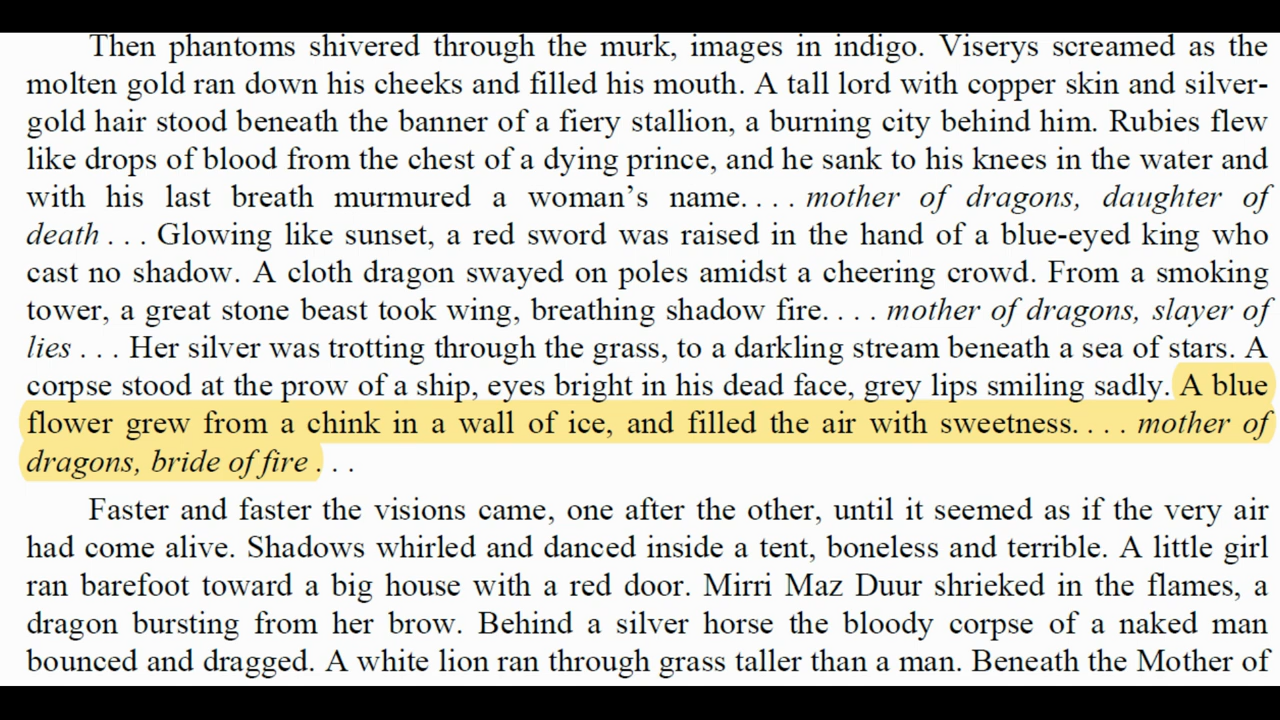 Then phantoms shivered through the murk, images in indigo. Viserys screamed as the
molten gold ran down his cheeks and filled his mouth. A tall lord with copper skin and silver-
gold hair stood beneath the banner of a fiery stallion, a burning city behind him. Rubies flew
like drops of blood from the chest of a dying prince, and he sank to his knees in the water and
with his last breath murmured a woman’s name. . . . mother of dragons, daughter of
death . . . Glowing like sunset, a red sword was raised in the hand of a blue-eyed king who
cast no shadow. A cloth dragon swayed on poles amidst a cheering crowd. From a smoking
tower, a great stone beast took wing, breathing shadow fire. . . . mother of dragons, slayer of
lies . . . Her silver was trotting through the grass, to a darkling stream beneath a sea of stars. A
corpse stood at the prow of a ship, eyes bright in his dead face, grey lips smiling sadly. A blue
flower grew from a chink in a wall of ice, and filled the air with sweetness. . . . mother of
dragons, bride of fire . . .
Faster and faster the visions came, one after the other, until it seemed as if the very air
had come alive. Shadows whirled and danced inside a tent, boneless and terrible. A little girl
ran barefoot toward a big house with a red door. Mirri Maz Duur shrieked in the flames, a
dragon bursting from her brow. Behind a silver horse the bloody corpse of a naked man
bounced and dragged. A white lion ran through grass taller than a man. Beneath the Mother of